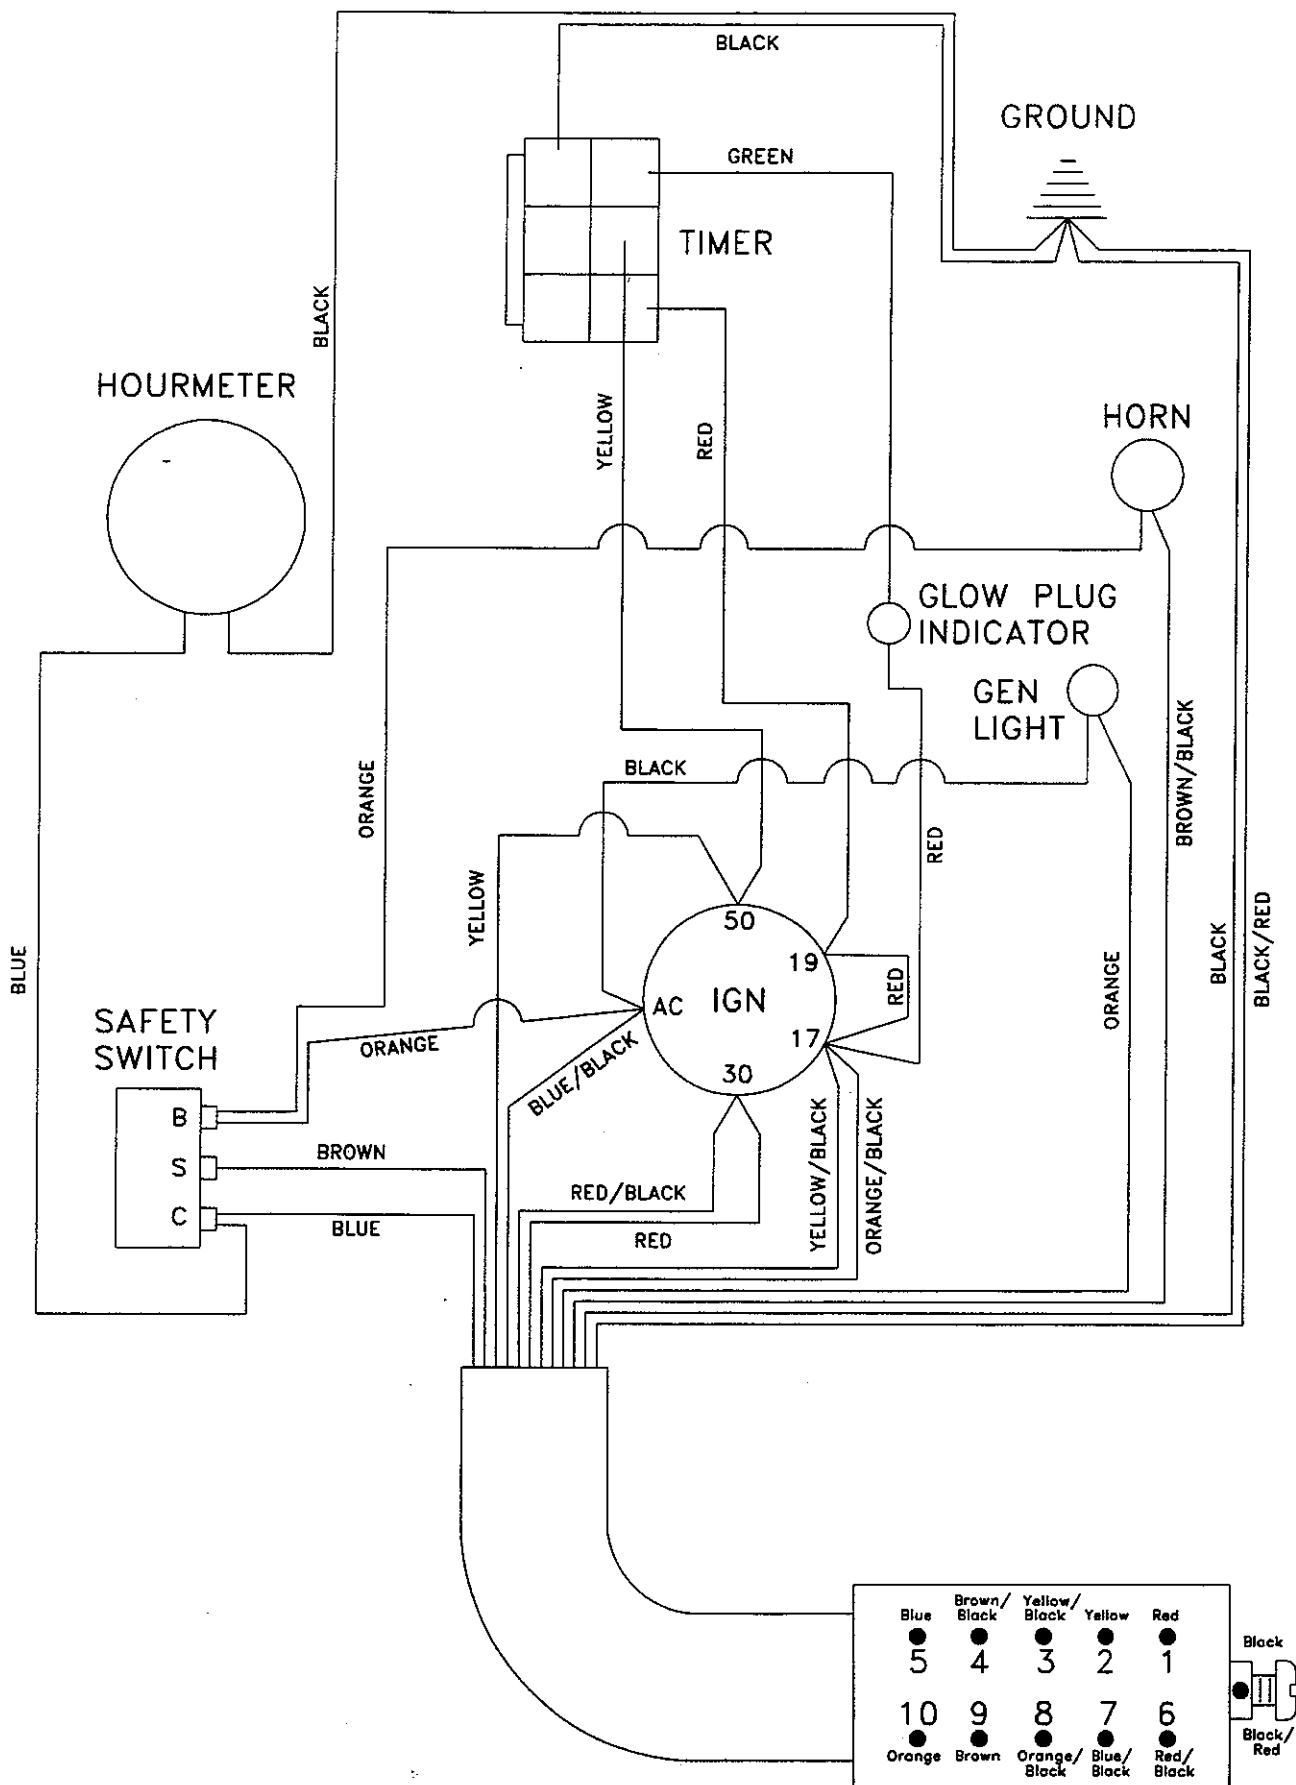 BLACK
GROUND
GREEN
TIMER
BLACK
HOURMETER
YELLOW
RED
HORN
GLOW PLUG
INDICATOR
GEN
LIGHT
BROWN/BLACK
BLACK
ORANGE
RED
YELLOW
50
19
BLACK
BLACK/RED
BLUE
RED
ORANGE
AC
IGN
SAFETY
SWITCH
ORANGE
17
BLUE/BLACK
30
B
BROWN
YELLOW/BLACK
ORANGE/BLACK
S
RED/BLACK
C
BLUE
RED
Blue
Brown/
Black
Yellow/
Black
Yellow
Red
Black
5 4 3 2 1
10 9 8 7 6
Orange
Brown
Orange/
Black
Blue/
Black
Red/
Black
Black/
Red